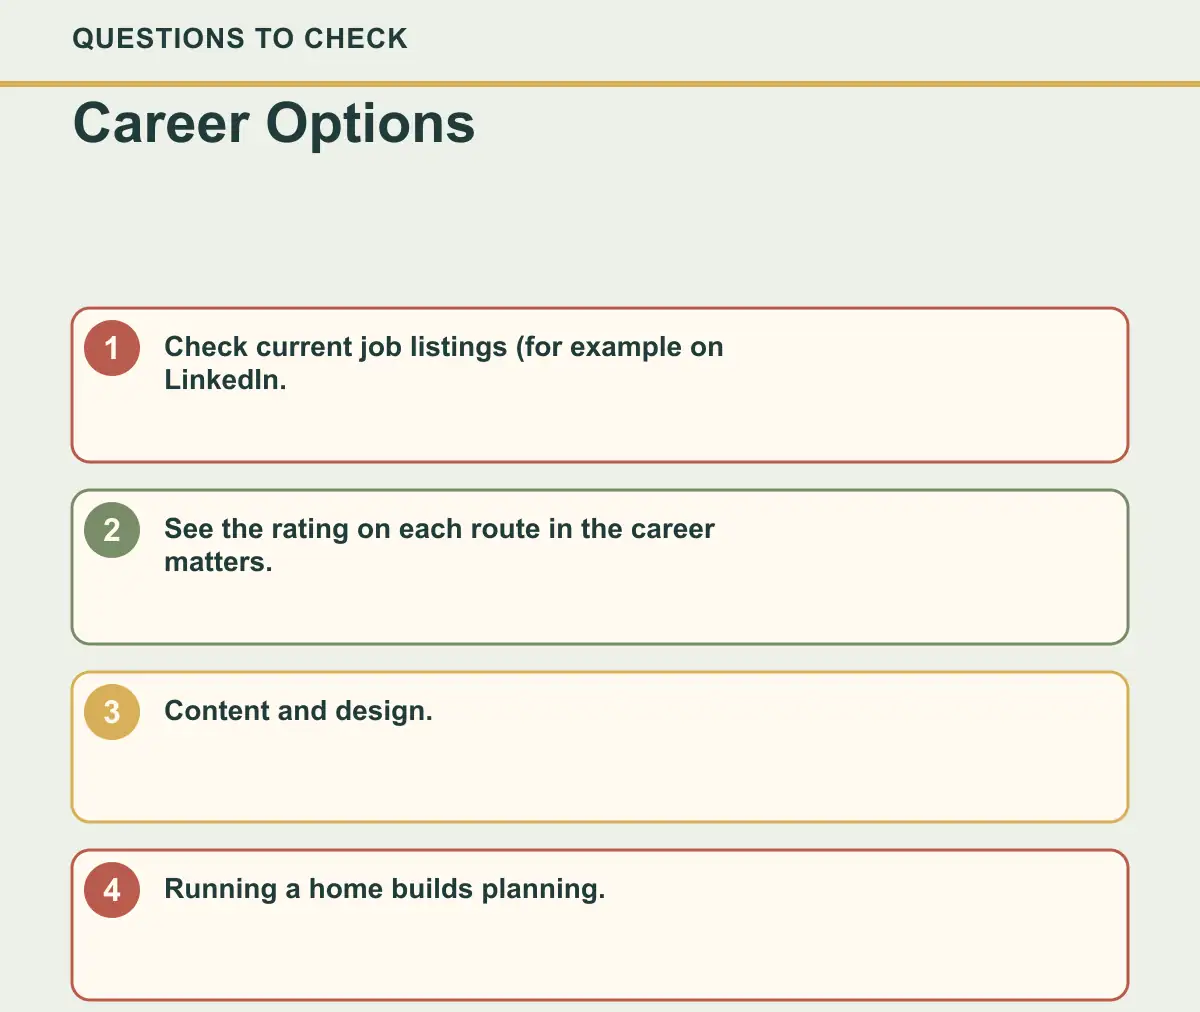 QUESTIONS TO CHECK
Career Options
1
Check current job listings (for example on
LinkedIn.
2
See the rating on each route in the career
matters.
3
Content and design.
4
Running a home builds planning.